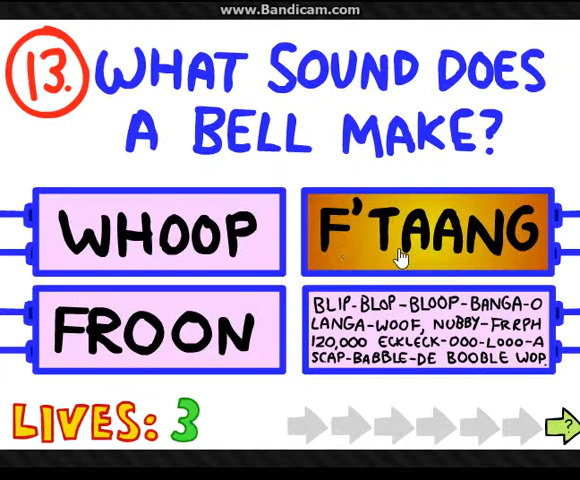 www.Bandicam.com
13. WHAT SOUND DOES
A BELL MAKE?
WHOOP
F'TAANG
FROON
BLIP-BLOP-BLOOP-BANGA-O
LANGA-WOOF, NUBBY-FRRPH
120,000 ECKLECK-OOO-LOOO-A
SCAP-BABBLE-DE BOOBLE WOP.
LIVES: 3
?